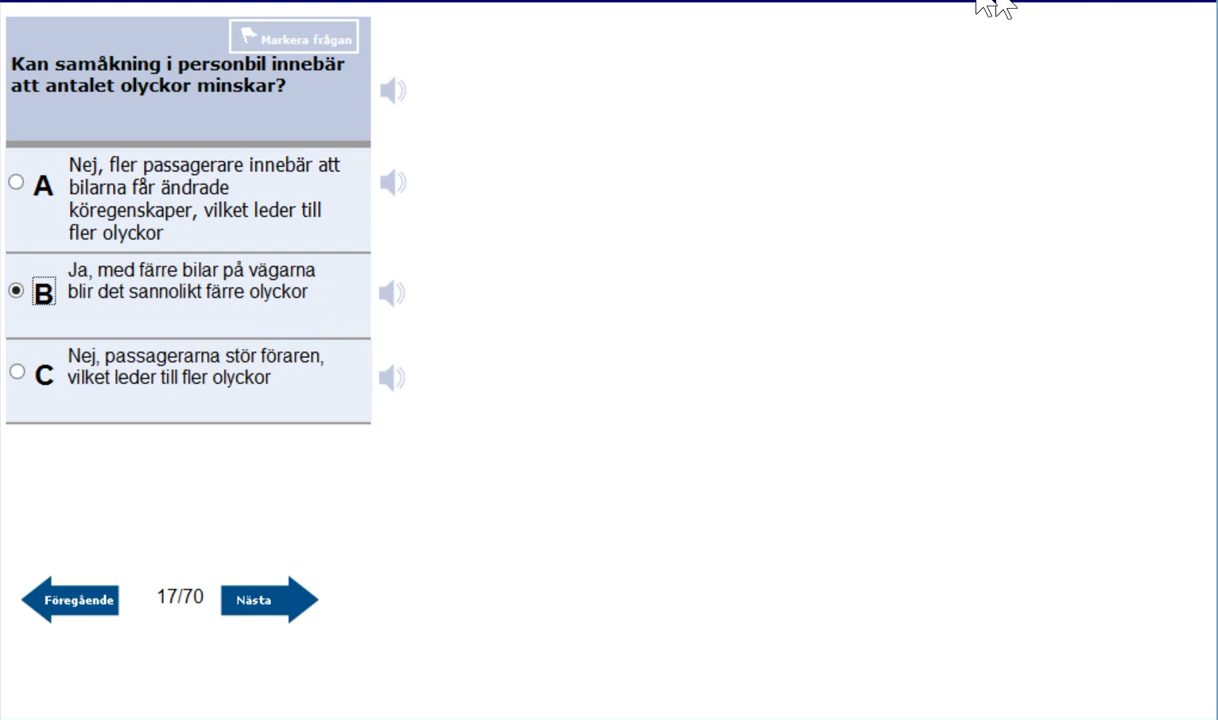 Markera frågan
Kan samåkning i personbil innebär
att antalet olyckor minskar?
A
Nej, fler passagerare innebär att
bilarna får ändrade
köregenskaper, vilket leder till
fler olyckor
B
Ja, med färre bilar på vägarna
blir det sannolikt färre olyckor
C
Nej, passagerarna stör föraren,
vilket leder till fler olyckor
Föregående
17/70
Nästa